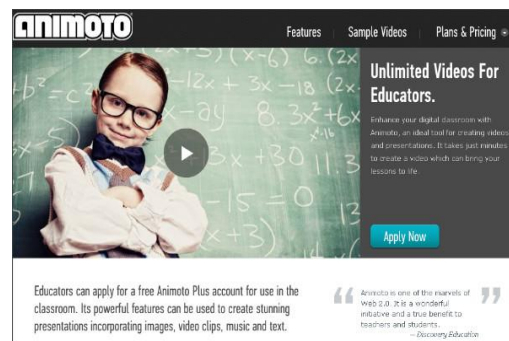 animoto
Features
Sample Videos
Plans & Pricing
Unlimited Videos For
Educators.
Enhance your digital classroom with
Animoto, an ideal tool for creating videos
and presentations. It takes just minutes
to create a video which can bring your
lessons to life.
Apply Now
Educators can apply for a free Animoto Plus account for use in the
classroom. Its powerful features can be used to create stunning
presentations incorporating images, video clips, music and text.
“ Animoto is one of the marvels of
Web 2.0. It is a wonderful
initiative and a true benefit to
teachers and students. ”
— Discovery Education